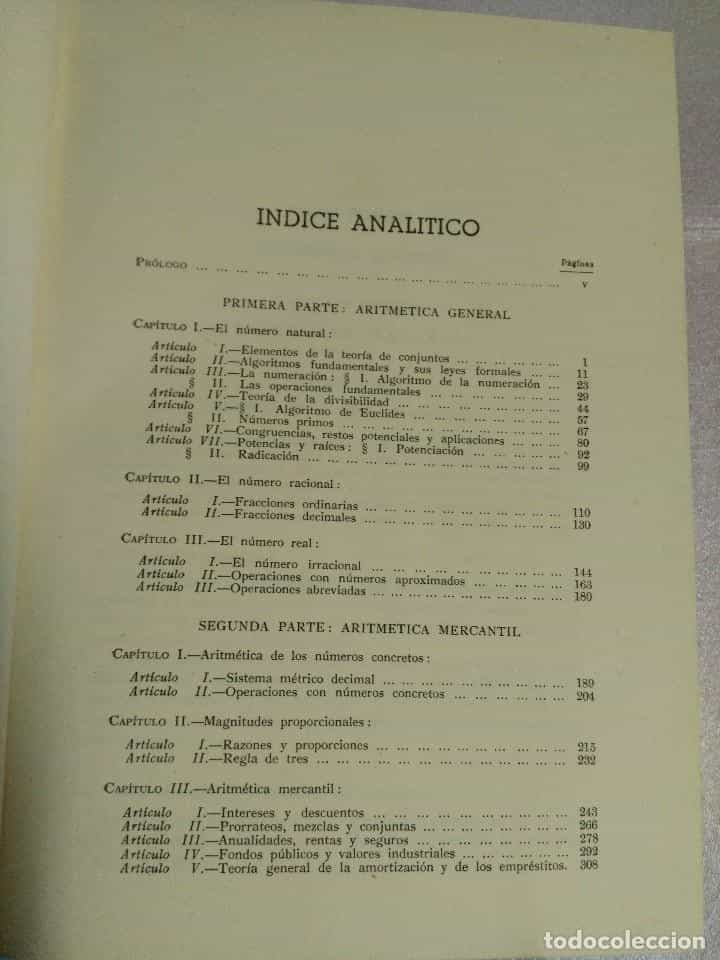 INDICE ANALITICO
Páginas
PRÓLOGO ... ... ... ... ... ... ... ... ... ... ... ... ... ... ... ... ... ... v
PRIMERA PARTE: ARITMETICA GENERAL
CAPÍTULO I.—El número natural:
Artículo I.—Elementos de la teoría de conjuntos ... ... ... ... ... ... 1
Artículo II.—Algoritmos fundamentales y sus leyes formales ... ... ... 11
Artículo III.—La numeración: § I. Algoritmo de la numeración ... ... 23
§ II. Las operaciones fundamentales ... ... ... ... ... ... ... 29
Artículo IV.—Teoría de la divisibilidad ... ... ... ... ... ... ... ... 44
Artículo V.—§ I. Algoritmo de Euclides ... ... ... ... ... ... ... 57
§ II. Números primos ... ... ... ... ... ... ... ... ... ... 67
Artículo VI.—Congruencias, restos potenciales y aplicaciones ... ... ... 80
Artículo VII.—Potencias y raíces: § I. Potenciación ... ... ... ... 92
§ II. Radicación ... ... ... ... ... ... ... ... ... ... ... 99
CAPÍTULO II.—El número racional:
Artículo I.—Fracciones ordinarias ... ... ... ... ... ... ... ... ... 110
Artículo II.—Fracciones decimales ... ... ... ... ... ... ... ... ... 130
CAPÍTULO III.—El número real:
Artículo I.—El número irracional ... ... ... ... ... ... ... ... ... 144
Artículo II.—Operaciones con números aproximados ... ... ... ... ... 163
Artículo III.—Operaciones abreviadas ... ... ... ... ... ... ... ... ... 180
SEGUNDA PARTE: ARITMETICA MERCANTIL
CAPÍTULO I.—Aritmética de los números concretos:
Artículo I.—Sistema métrico decimal ... ... ... ... ... ... ... ... 189
Artículo II.—Operaciones con números concretos ... ... ... ... ... ... 204
CAPÍTULO II.—Magnitudes proporcionales:
Artículo I.—Razones y proporciones ... ... ... ... ... ... ... ... ... 215
Artículo II.—Regla de tres ... ... ... ... ... ... ... ... ... ... ... 232
CAPÍTULO III.—Aritmética mercantil:
Artículo I.—Intereses y descuentos ... ... ... ... ... ... ... ... ... 243
Artículo II.—Prorrateos, mezclas y conjuntas ... ... ... ... ... ... ... 266
Artículo III.—Anualidades, rentas y seguros ... ... ... ... ... ... ... 278
Artículo IV.—Fondos públicos y valores industriales ... ... ... ... ... 292
Artículo V.—Teoría general de la amortización y de los empréstitos. 308
todocoleccion